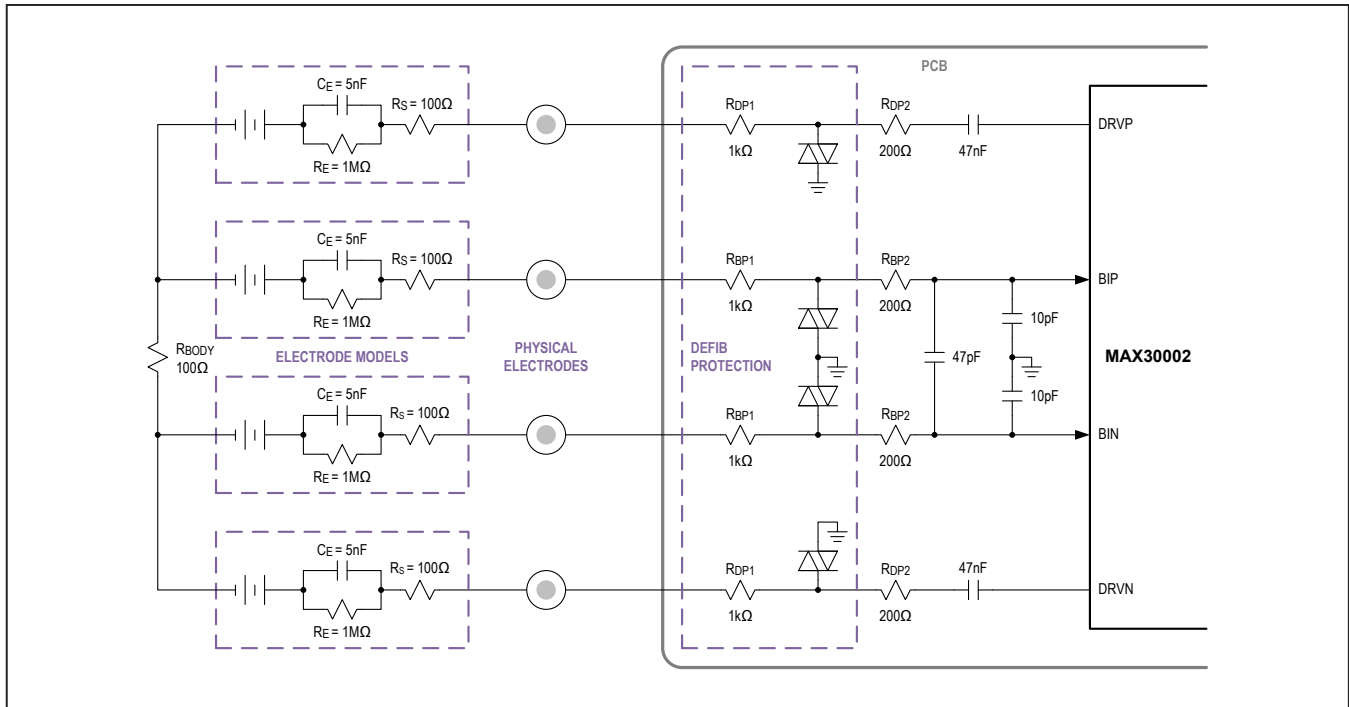 PCB
CE = 5nF
RS = 100Ω
RE = 1MΩ
RDP1
1kΩ
RDP2
200Ω
47nF
DRVP
CE = 5nF
RS = 100Ω
RE = 1MΩ
RBP1
1kΩ
RBP2
200Ω
BIP
10pF
RBODY
100Ω
ELECTRODE MODELS
PHYSICAL
ELECTRODES
DEFIB
PROTECTION
47pF
MAX30002
10pF
CE = 5nF
RS = 100Ω
RE = 1MΩ
RBP1
1kΩ
RBP2
200Ω
BIN
CE = 5nF
RS = 100Ω
RE = 1MΩ
RDP1
1kΩ
RDP2
200Ω
47nF
DRVN